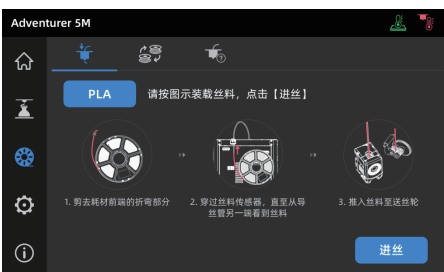 Adventurer 5M
PLA
请按图示装载丝料，点击【进丝】
1. 剪去耗材前端的折弯部分
2. 穿过丝料传感器，直至从导
丝管另一端看到丝料
3. 推入丝料至送丝轮
进丝